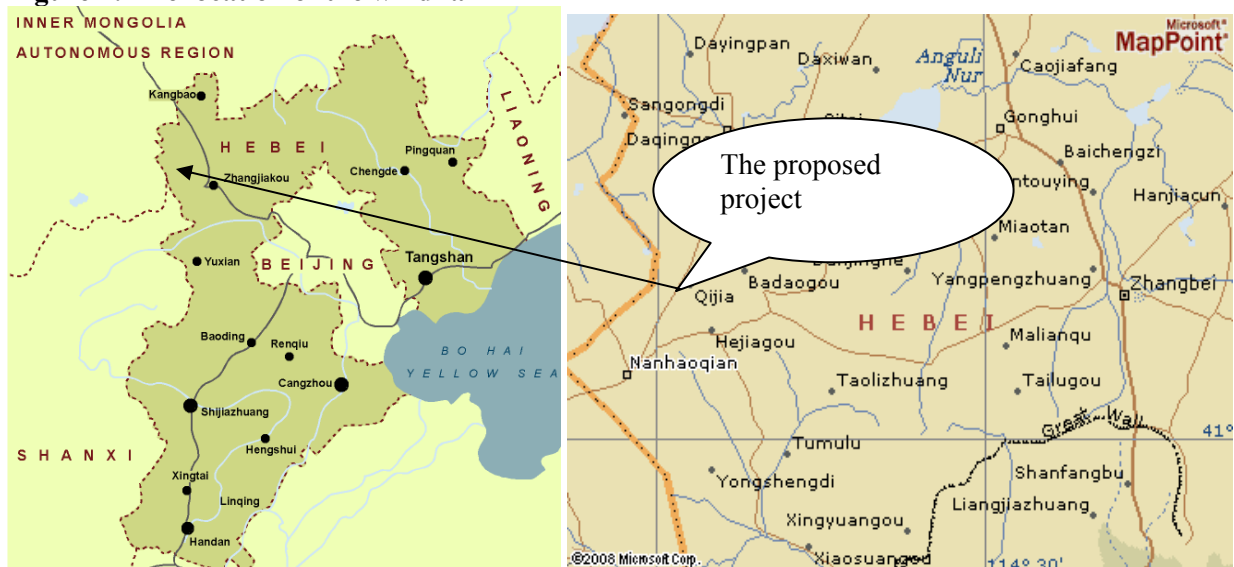 INNER MONGOLIA
AUTONOMOUS REGION
Kangbao
LIAONING
HEBEI
Pingquan
Chengde
Zhangjiakou
Yuxian
BEIJING
Tangshan
Baoding
Renqiu
BO HAI
YELLOW SEA
Cangzhou
Shijiazhuang
Hengshui
SHANXI
Xingtai
Linqing
Handan
Microsoft®
MapPoint®
Dayingpan
Daxiwan
Anguli
Nur
Caojiafang
Sangongdi
Gonghui
The proposed
project
Baichengzi
Hanjiacun
Miaotan
Badaogou
Yangpengzhuang
Qijia
Zhangbei
HEBEI
Hejiagou
Malianqu
Nanhaoqian
Taolizhuang
Tailugou
Great Wall
41°
Tumulu
Yongshengdi
Shanfangbu
Liangjiazhuang
Xingyuangou
Xiaosuangou
©2008 Microsoft Corp.
114° 30'